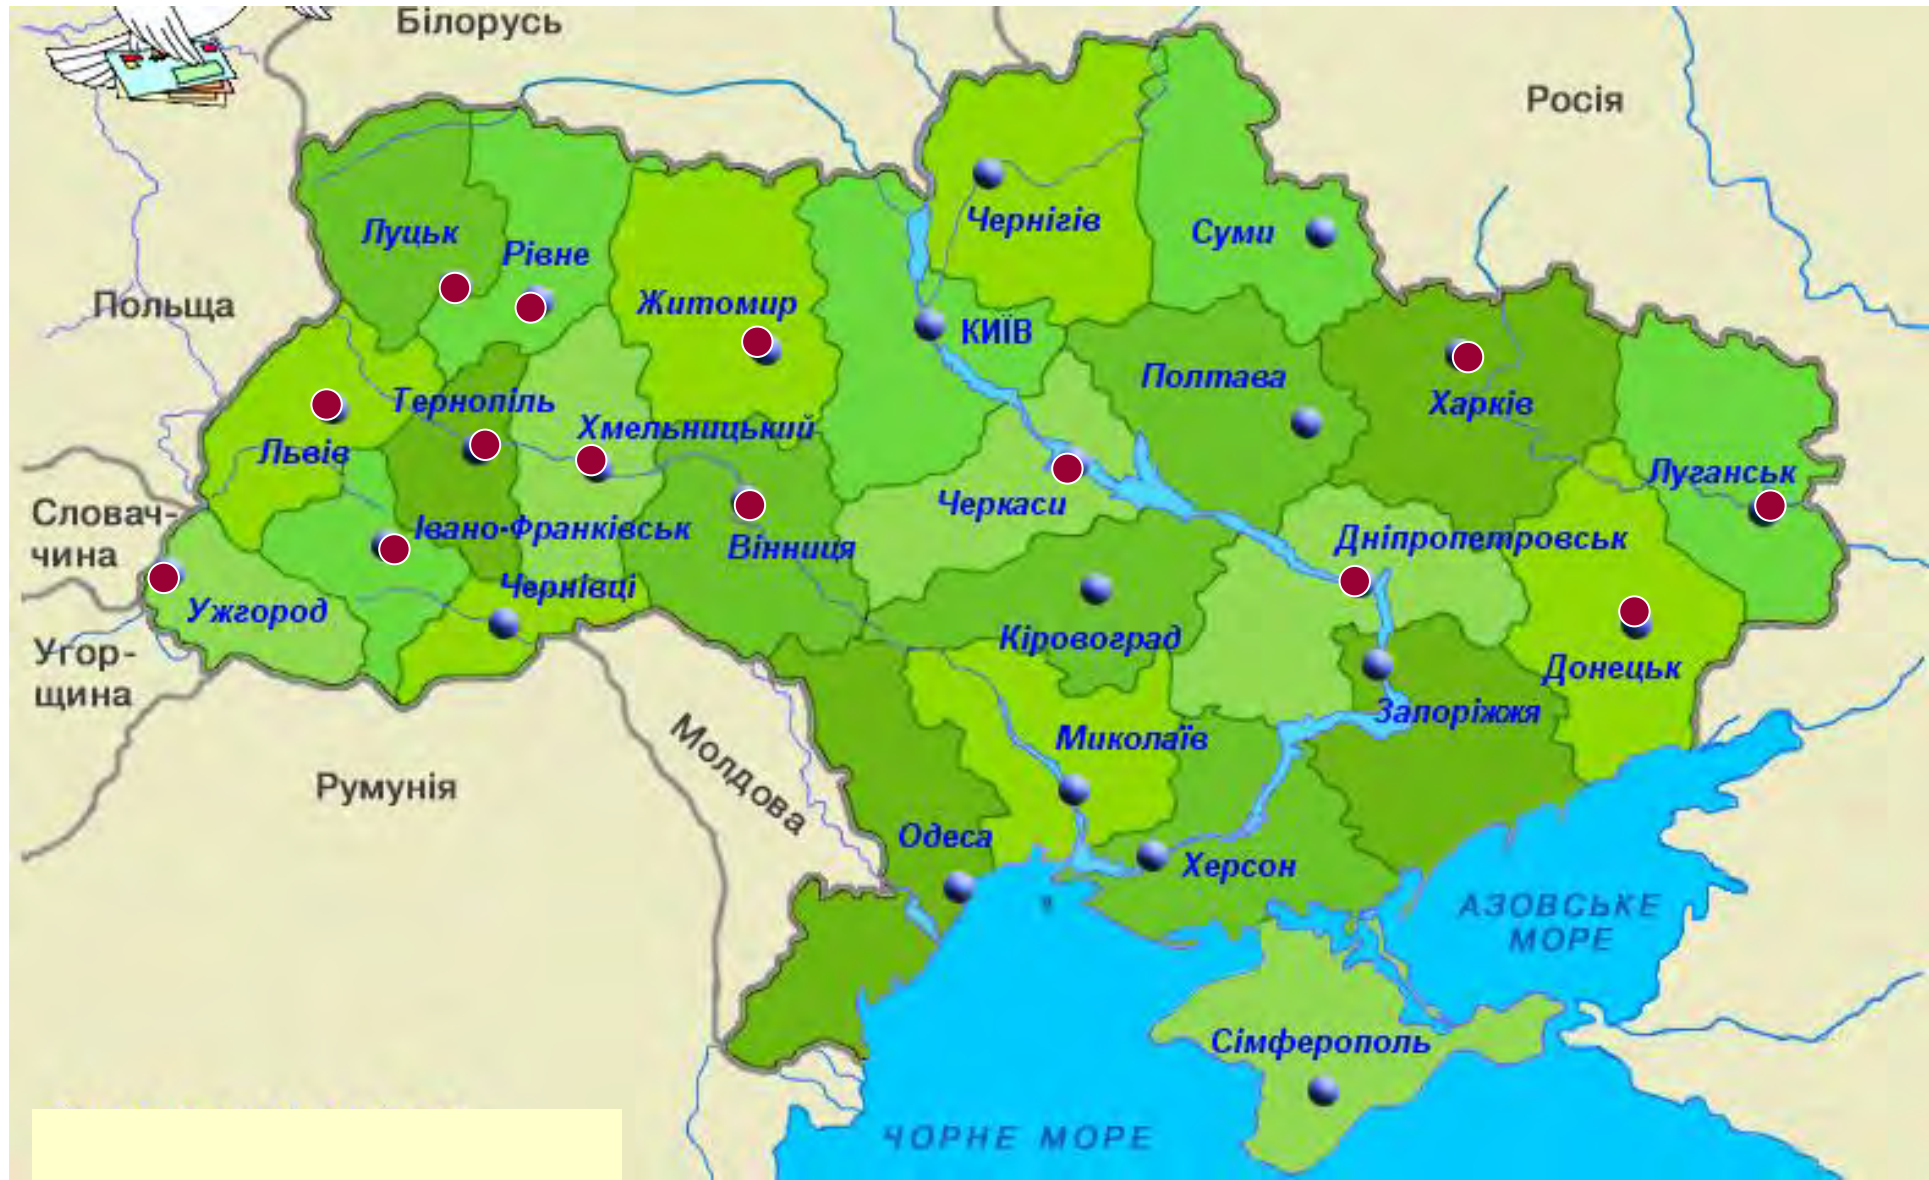 Білорусь
Росія
Польща
Словач-
чина
Угор-
щина
Румунія
Молдова
Луцьк
Рівне
Житомир
Чернігів
Суми
КИЇВ
Полтава
Харків
Луганськ
Львів
Тернопіль
Хмельницький
Івано-Франківськ
Вінниця
Черкаси
Дніпропетровськ
Донецьк
Ужгород
Чернівці
Кіровоград
Запоріжжя
Миколаїв
Одеса
Херсон
Сімферополь
АЗОВСЬКЕ
МОРЕ
ЧОРНЕ МОРЕ